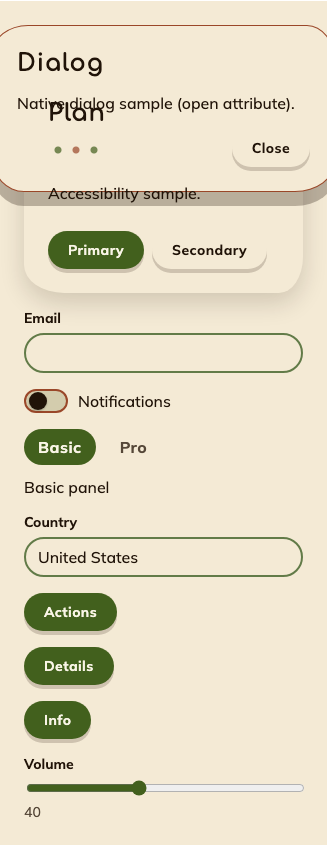 Dialog
Native dialog sample (open attribute).
Plan
Close
Accessibility sample.
Primary Secondary
Email
Notifications
Basic Pro
Basic panel
Country
United States
Actions
Details
Info
Volume
40